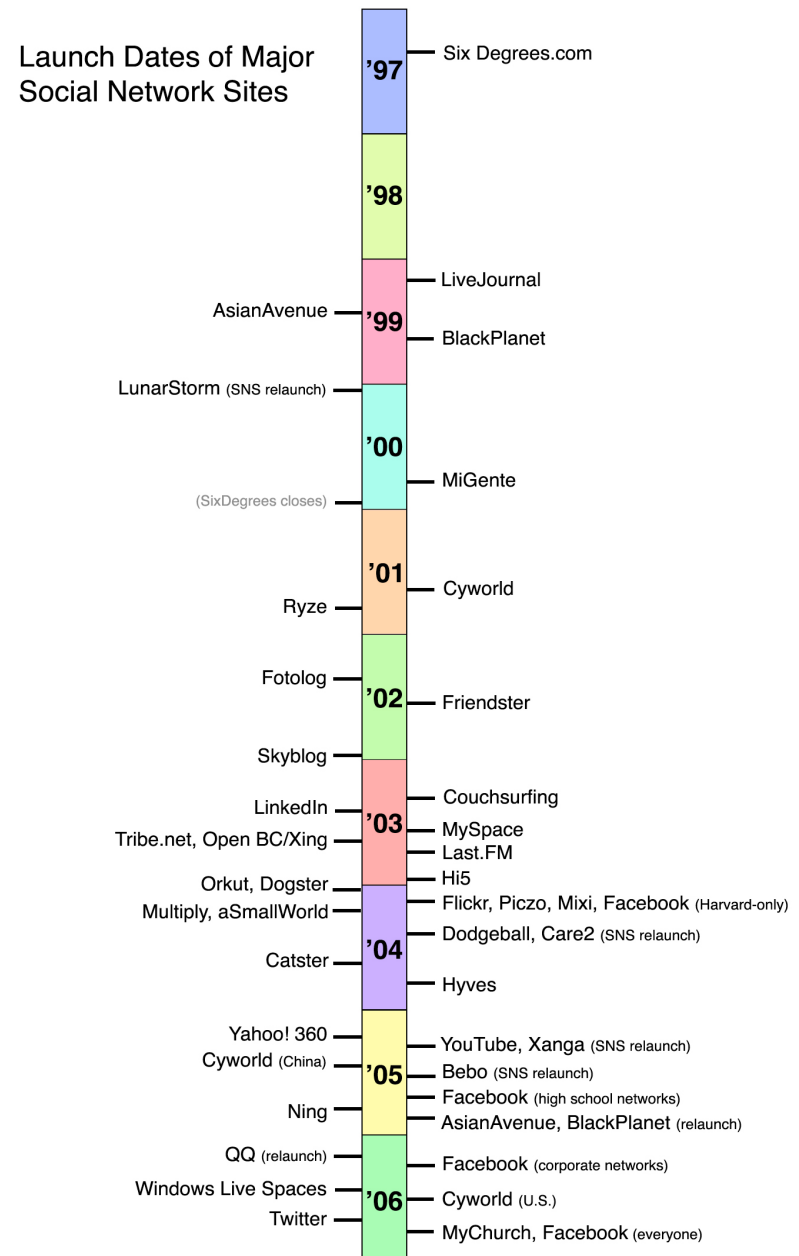 Launch Dates of Major
Social Network Sites
’97
Six Degrees.com
’98
LiveJournal
AsianAvenue
’99
BlackPlanet
LunarStorm (SNS relaunch)
’00
MiGente
(SixDegrees closes)
’01
Cyworld
Ryze
Fotolog
’02
Friendster
Skyblog
Couchsurfing
LinkedIn
’03
MySpace
Tribe.net, Open BC/Xing
Last.FM
Hi5
Orkut, Dogster
Flickr, Piczo, Mixi, Facebook (Harvard-only)
Multiply, aSmallWorld
Dodgeball, Care2 (SNS relaunch)
’04
Catster
Hyves
Yahoo! 360
YouTube, Xanga (SNS relaunch)
Cyworld (China)
Bebo (SNS relaunch)
’05
Facebook (high school networks)
Ning
AsianAvenue, BlackPlanet (relaunch)
QQ (relaunch)
Facebook (corporate networks)
Windows Live Spaces
’06
Cyworld (U.S.)
Twitter
MyChurch, Facebook (everyone)